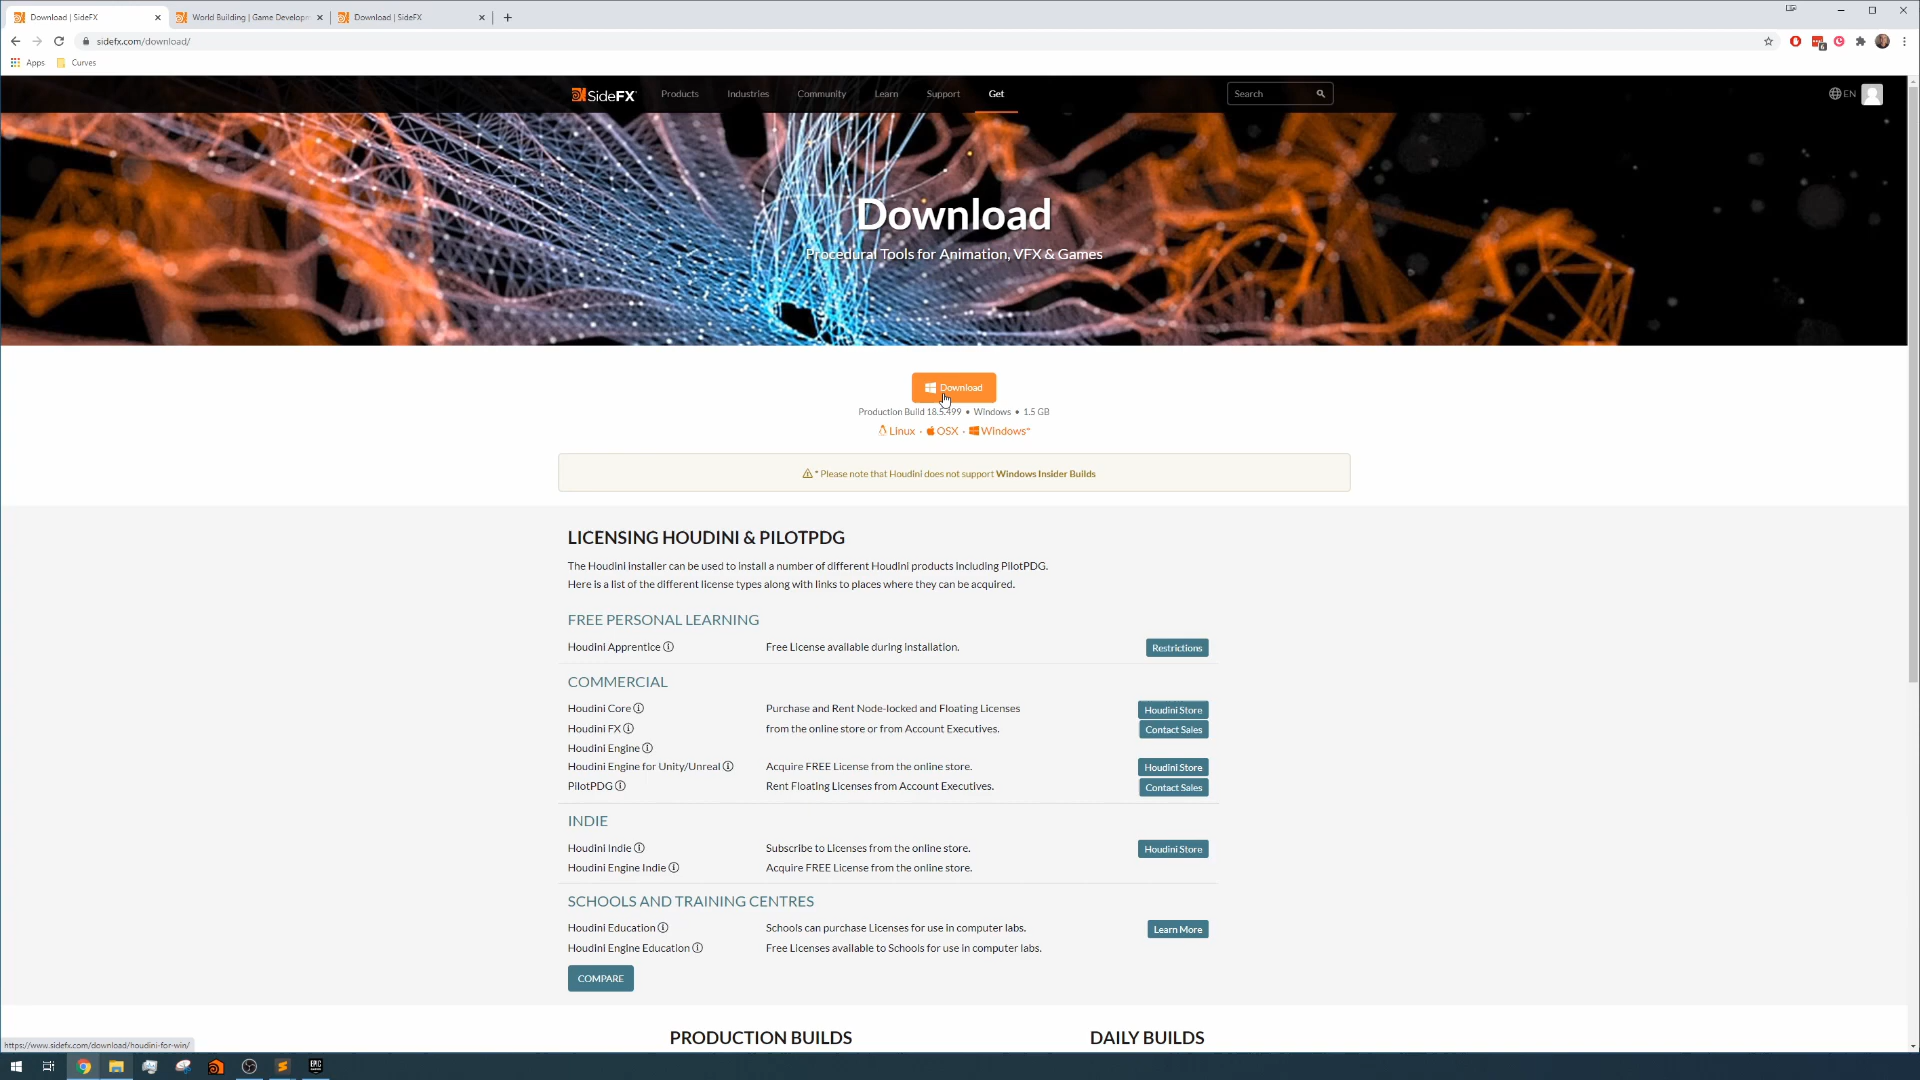 Download | SideFX
World Building | Game Developm
Download | SideFX
sidefx.com/download/
6
Apps
Curves
SideFX
Products
Industries
Community
Learn
Support
Get
Search
EN
Download
Procedural Tools for Animation, VFX & Games
Download
Production Build 18.5.499 • Windows • 1.5 GB
Linux · OSX · Windows*
* Please note that Houdini does not support Windows Insider Builds
LICENSING HOUDINI & PILOTPDG
The Houdini installer can be used to install a number of different Houdini products including PilotPDG.
Here is a list of the different license types along with links to places where they can be acquired.
FREE PERSONAL LEARNING
Houdini Apprentice Free License available during installation. Restrictions
COMMERCIAL
Houdini Core Purchase and Rent Node-locked and Floating Licenses Houdini Store
Houdini FX from the online store or from Account Executives. Contact Sales
Houdini Engine
Houdini Engine for Unity/Unreal Acquire FREE License from the online store. Houdini Store
PilotPDG Rent Floating Licenses from Account Executives. Contact Sales
INDIE
Houdini Indie Subscribe to Licenses from the online store. Houdini Store
Houdini Engine Indie Acquire FREE License from the online store.
SCHOOLS AND TRAINING CENTRES
Houdini Education Schools can purchase Licenses for use in computer labs. Learn More
Houdini Engine Education Free Licenses available to Schools for use in computer labs.
COMPARE
PRODUCTION BUILDS
DAILY BUILDS
https://www.sidefx.com/download/houdini-for-win/
EPIC